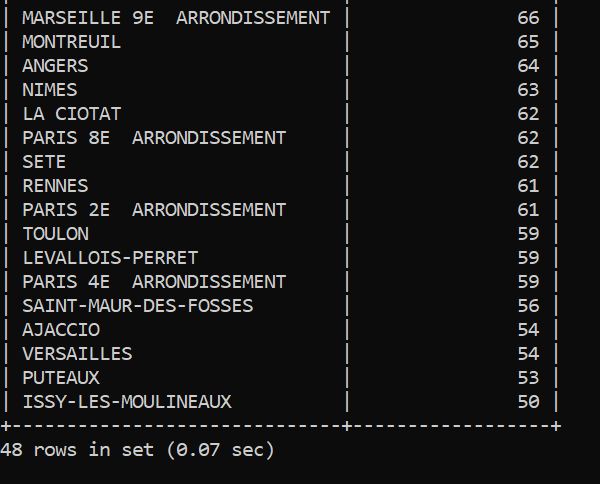 | MARSEILLE 9E  ARRONDISSEMENT |                66 |
| MONTREUIL                    |                65 |
| ANGERS                       |                64 |
| NIMES                        |                63 |
| LA CIOTAT                    |                62 |
| PARIS 8E  ARRONDISSEMENT     |                62 |
| SETE                         |                62 |
| RENNES                       |                61 |
| PARIS 2E  ARRONDISSEMENT     |                61 |
| TOULON                       |                59 |
| LEVALLOIS-PERRET             |                59 |
| PARIS 4E  ARRONDISSEMENT     |                59 |
| SAINT-MAUR-DES-FOSSES        |                56 |
| AJACCIO                      |                54 |
| VERSAILLES                   |                54 |
| PUTEAUX                      |                53 |
| ISSY-LES-MOULINEAUX          |                50 |
+------------------------------+------------------+
48 rows in set (0.07 sec)